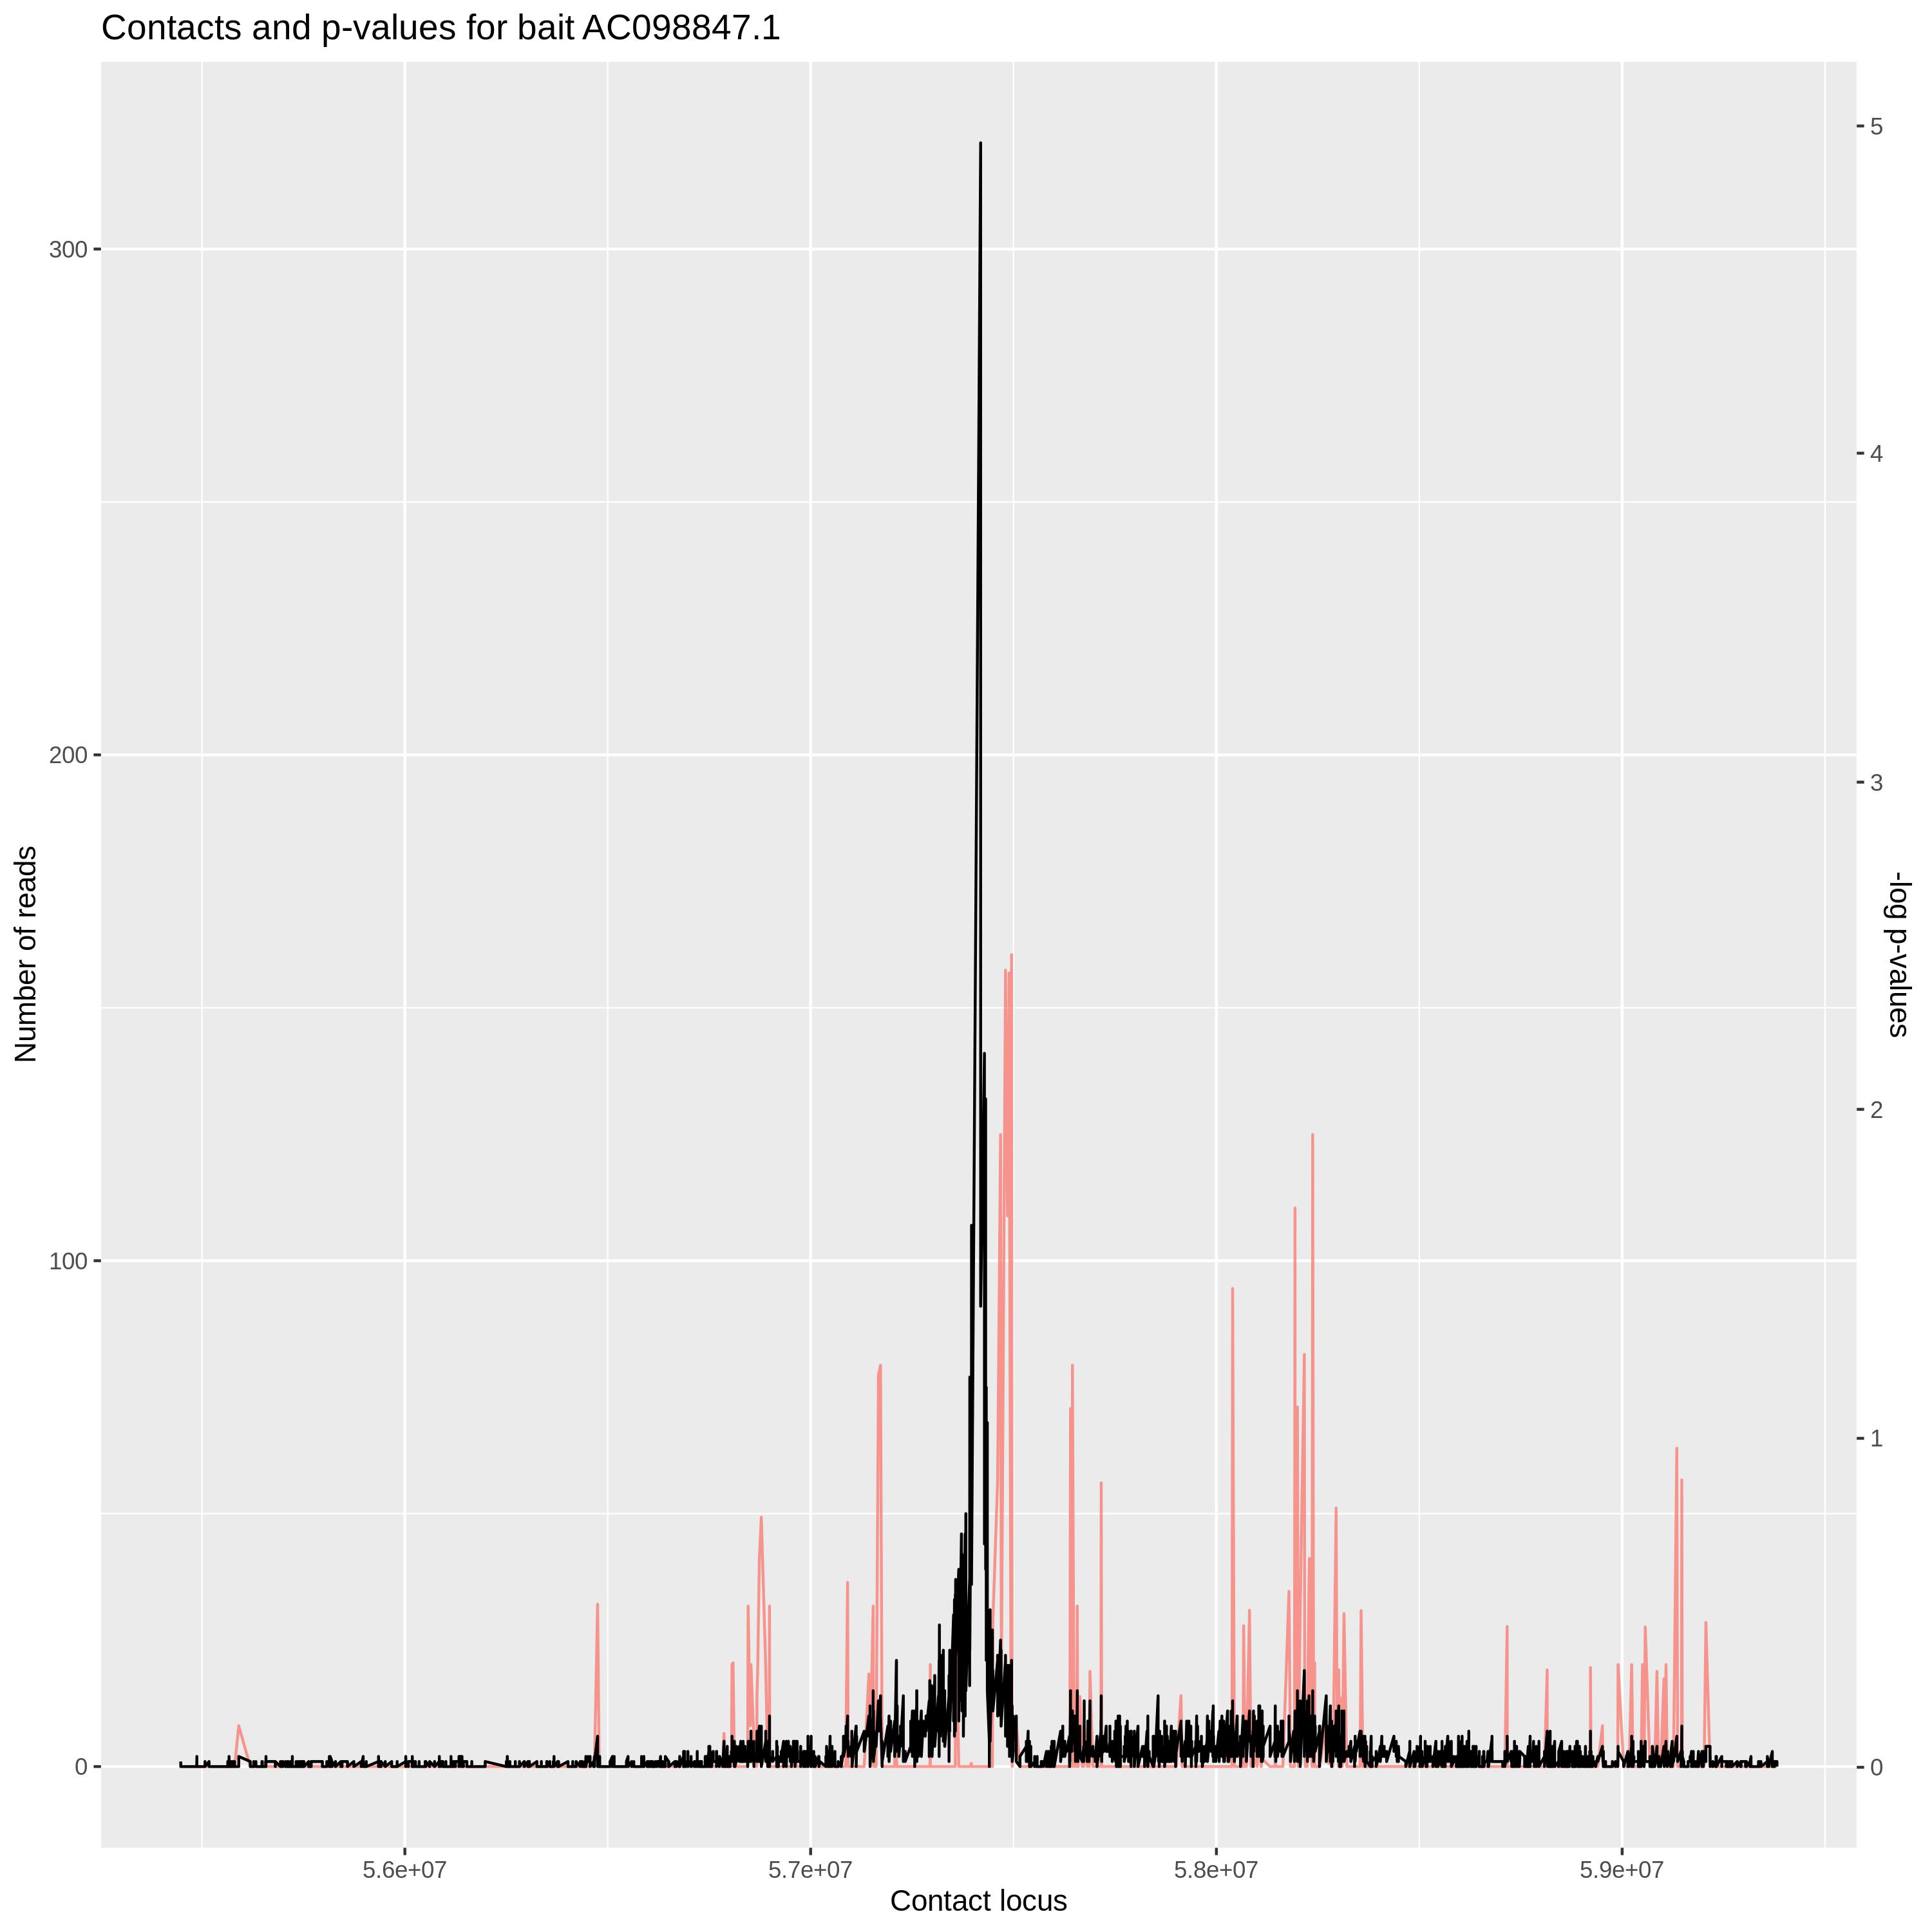 Contacts and p-values for bait AC098847.1
300
200
100
0
Number of reads
5
4
3
2
1
0
-log p-values
5.6e+07
5.7e+07
5.8e+07
5.9e+07
Contact locus